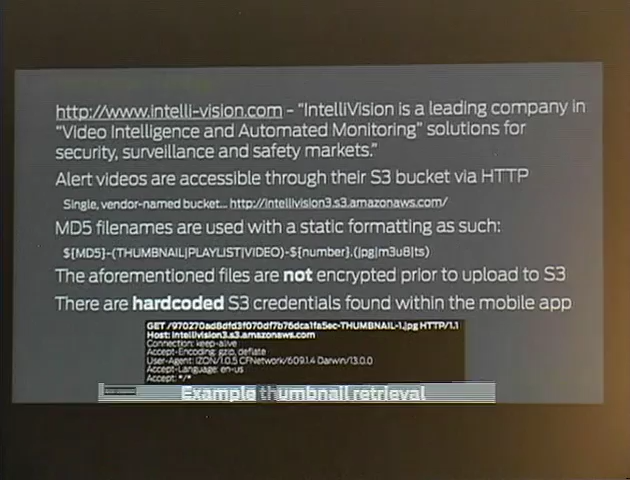 http://www.intelli-vision.com - "IntelliVision is a leading company in
"Video Intelligence and Automated Monitoring" solutions for
security, surveillance and safety markets."
Alert videos are accessible through their S3 bucket via HTTP
Single, vendor-named bucket... http://intellivision3.s3.amazonaws.com/
MD5 filenames are used with a static formatting as such:
${MD5}-(THUMBNAIL|PLAYLIST|VIDEO)-${number}.(jpg|m3u8|ts)
The aforementioned files are not encrypted prior to upload to S3
There are hardcoded S3 credentials found within the mobile app
GET /970270ad8dfd3f070df7b76dca1fa5ec-THUMBNAIL-1.jpg HTTP/1.1
Host: intellivision3.s3.amazonaws.com
Connection: keep-alive
Accept-Encoding: gzip, deflate
User-Agent: IZON/1.0.5 CFNetwork/609.1.4 Darwin/13.0.0
Accept-Language: en-us
Accept: */*
Example thumbnail retrieval